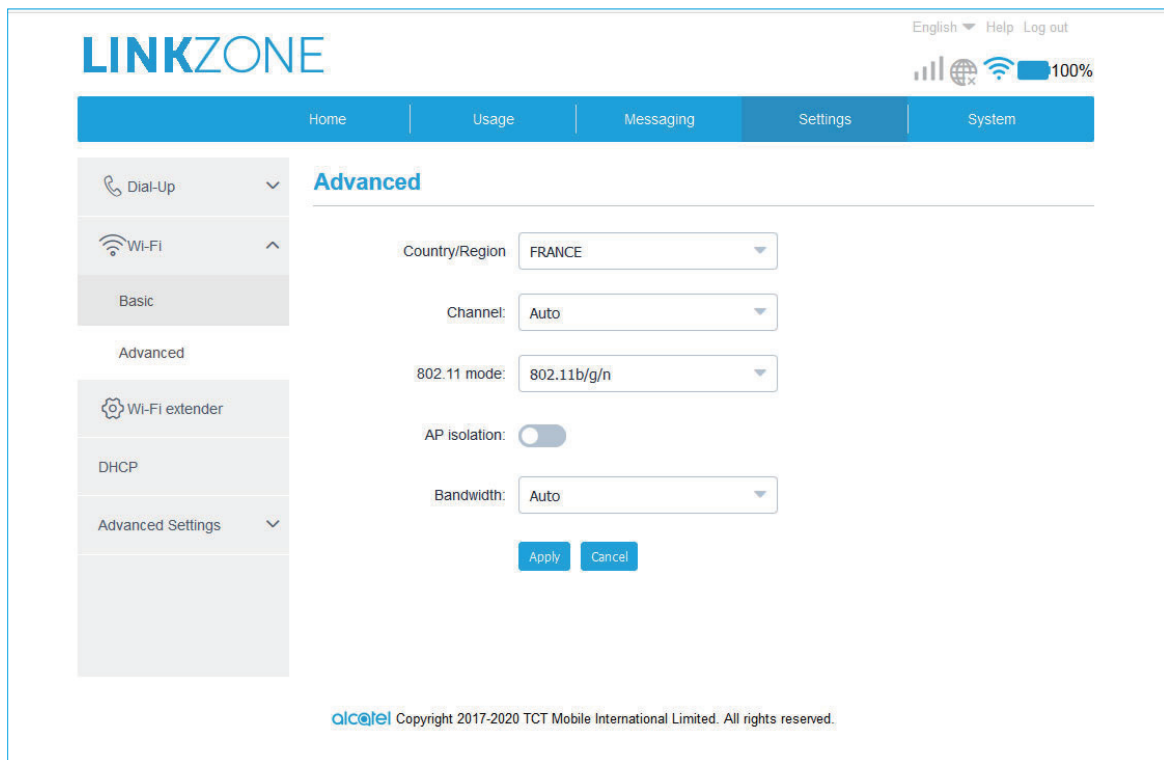 English Help Log out
LINKZONE
100%
Home Usage Messaging Settings System
Dial-Up
Wi-Fi
Basic
Advanced
Wi-Fi extender
DHCP
Advanced Settings
Advanced
Country/Region FRANCE
Channel: Auto
802.11 mode: 802.11b/g/n
AP isolation:
Bandwidth: Auto
Apply Cancel
alcatel Copyright 2017-2020 TCT Mobile International Limited. All rights reserved.